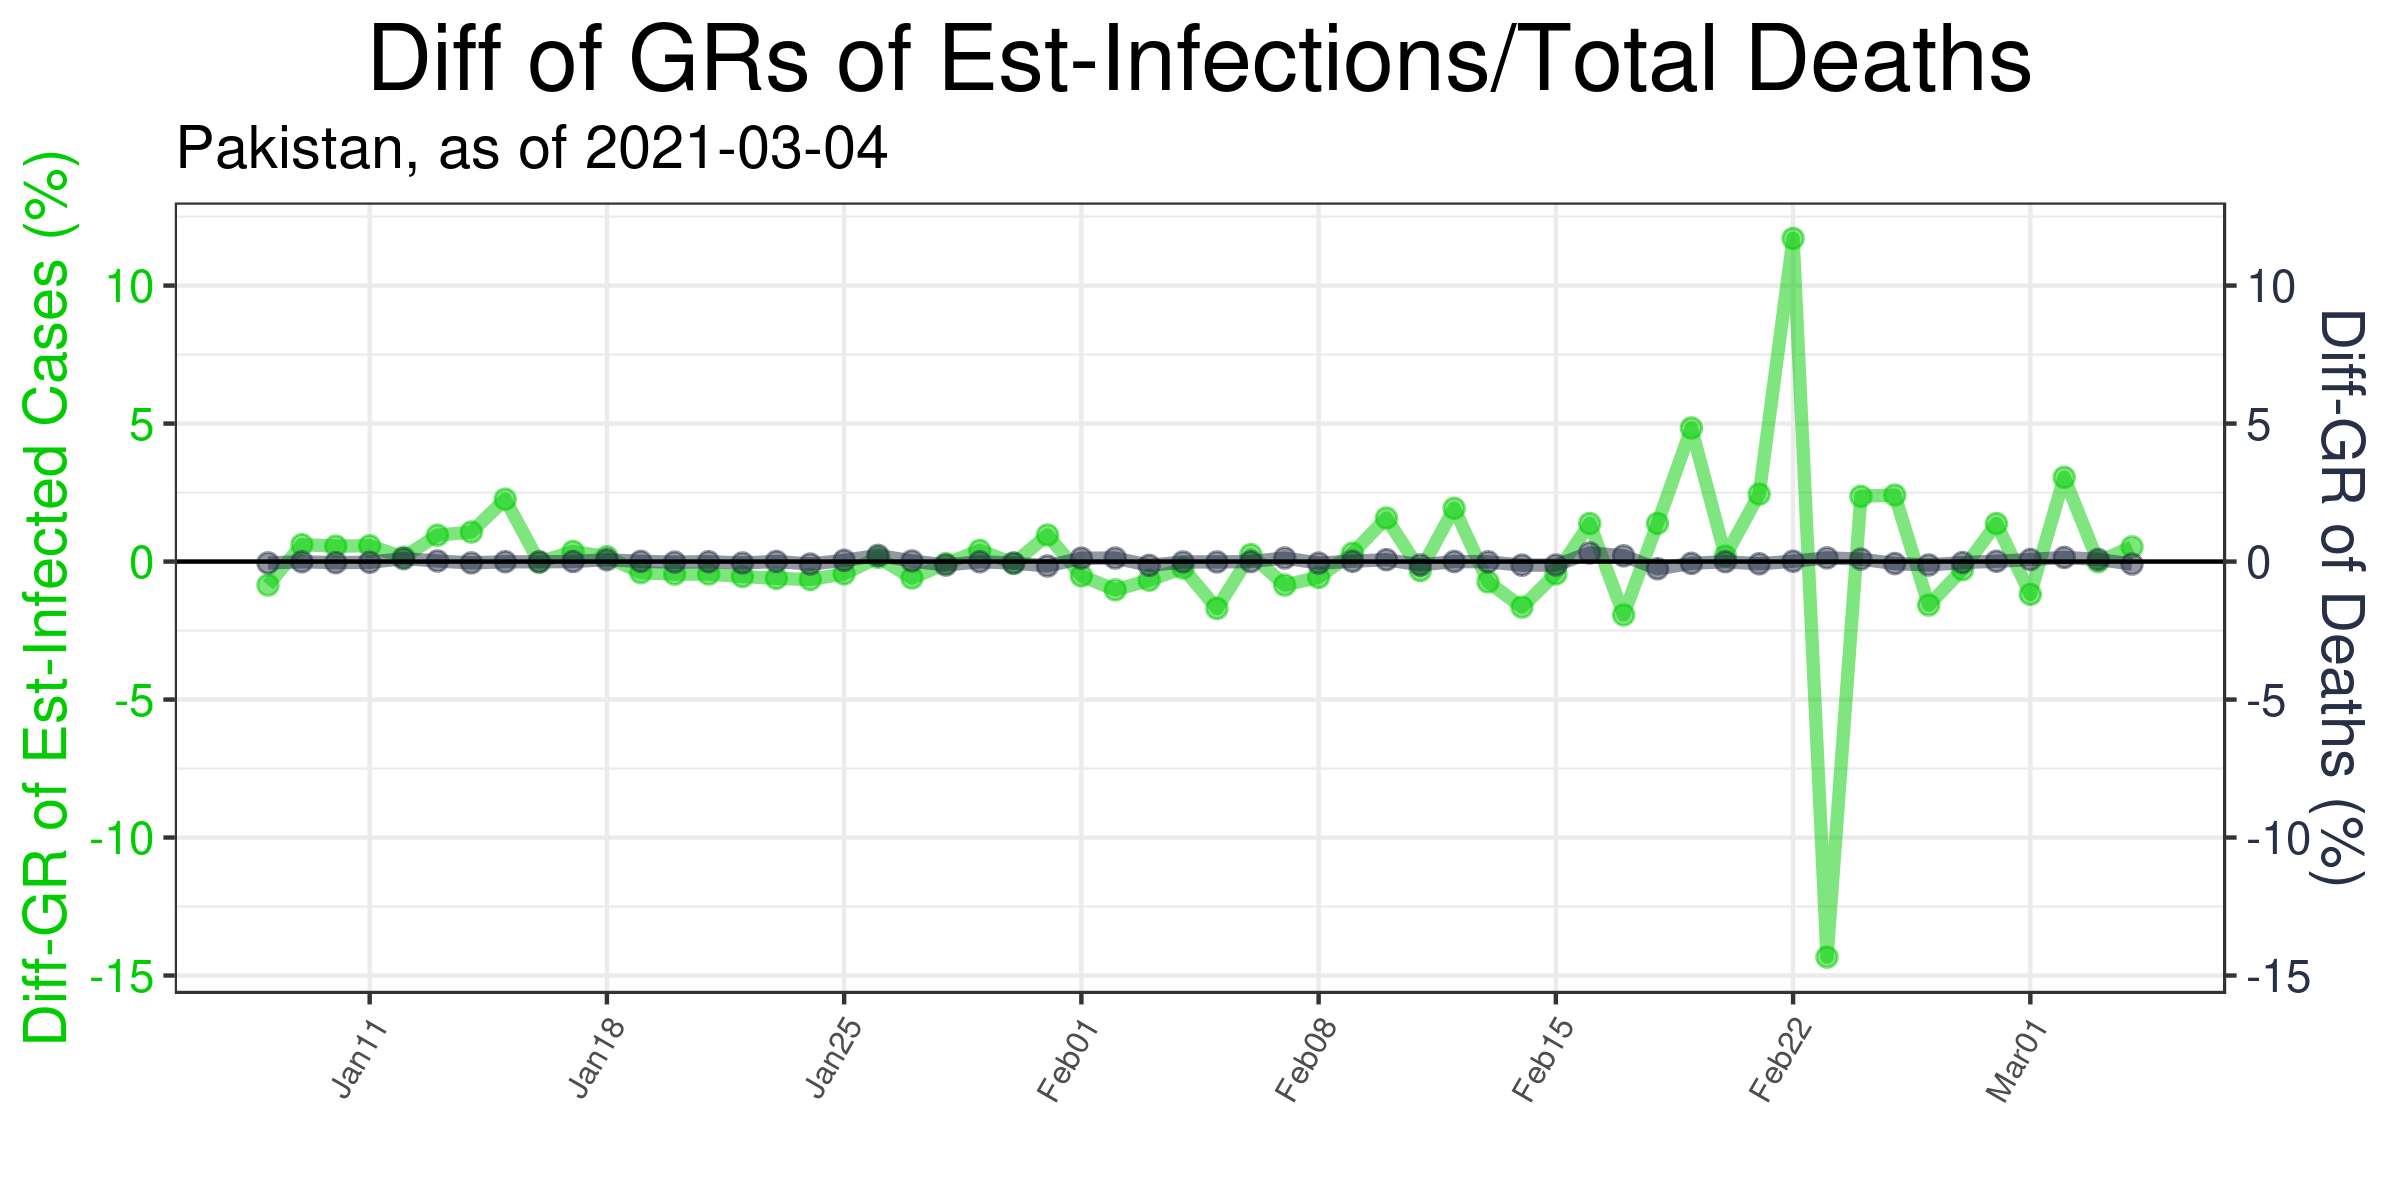 Diff of GRs of Est-Infections/Total Deaths
Pakistan, as of 2021-03-04
Diff-GR of Est-Infected Cases (%)
10
5
0
-5
-10
-15
10
5
0
-5
-10
-15
Diff-GR of Deaths (%)
Jan11
Jan18
Jan25
Feb01
Feb08
Feb15
Feb22
Mar01